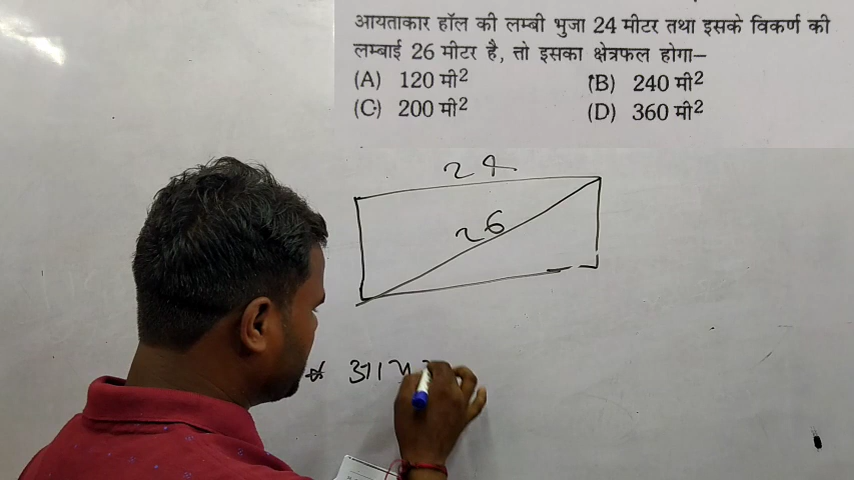 आयताकार हॉल की लम्बी भुजा 24 मीटर तथा इसके विकर्ण की
लम्बाई 26 मीटर है, तो इसका क्षेत्रफल होगा–
(A) 120 मी² (B) 240 मी²
(C) 200 मी² (D) 360 मी²
24
26